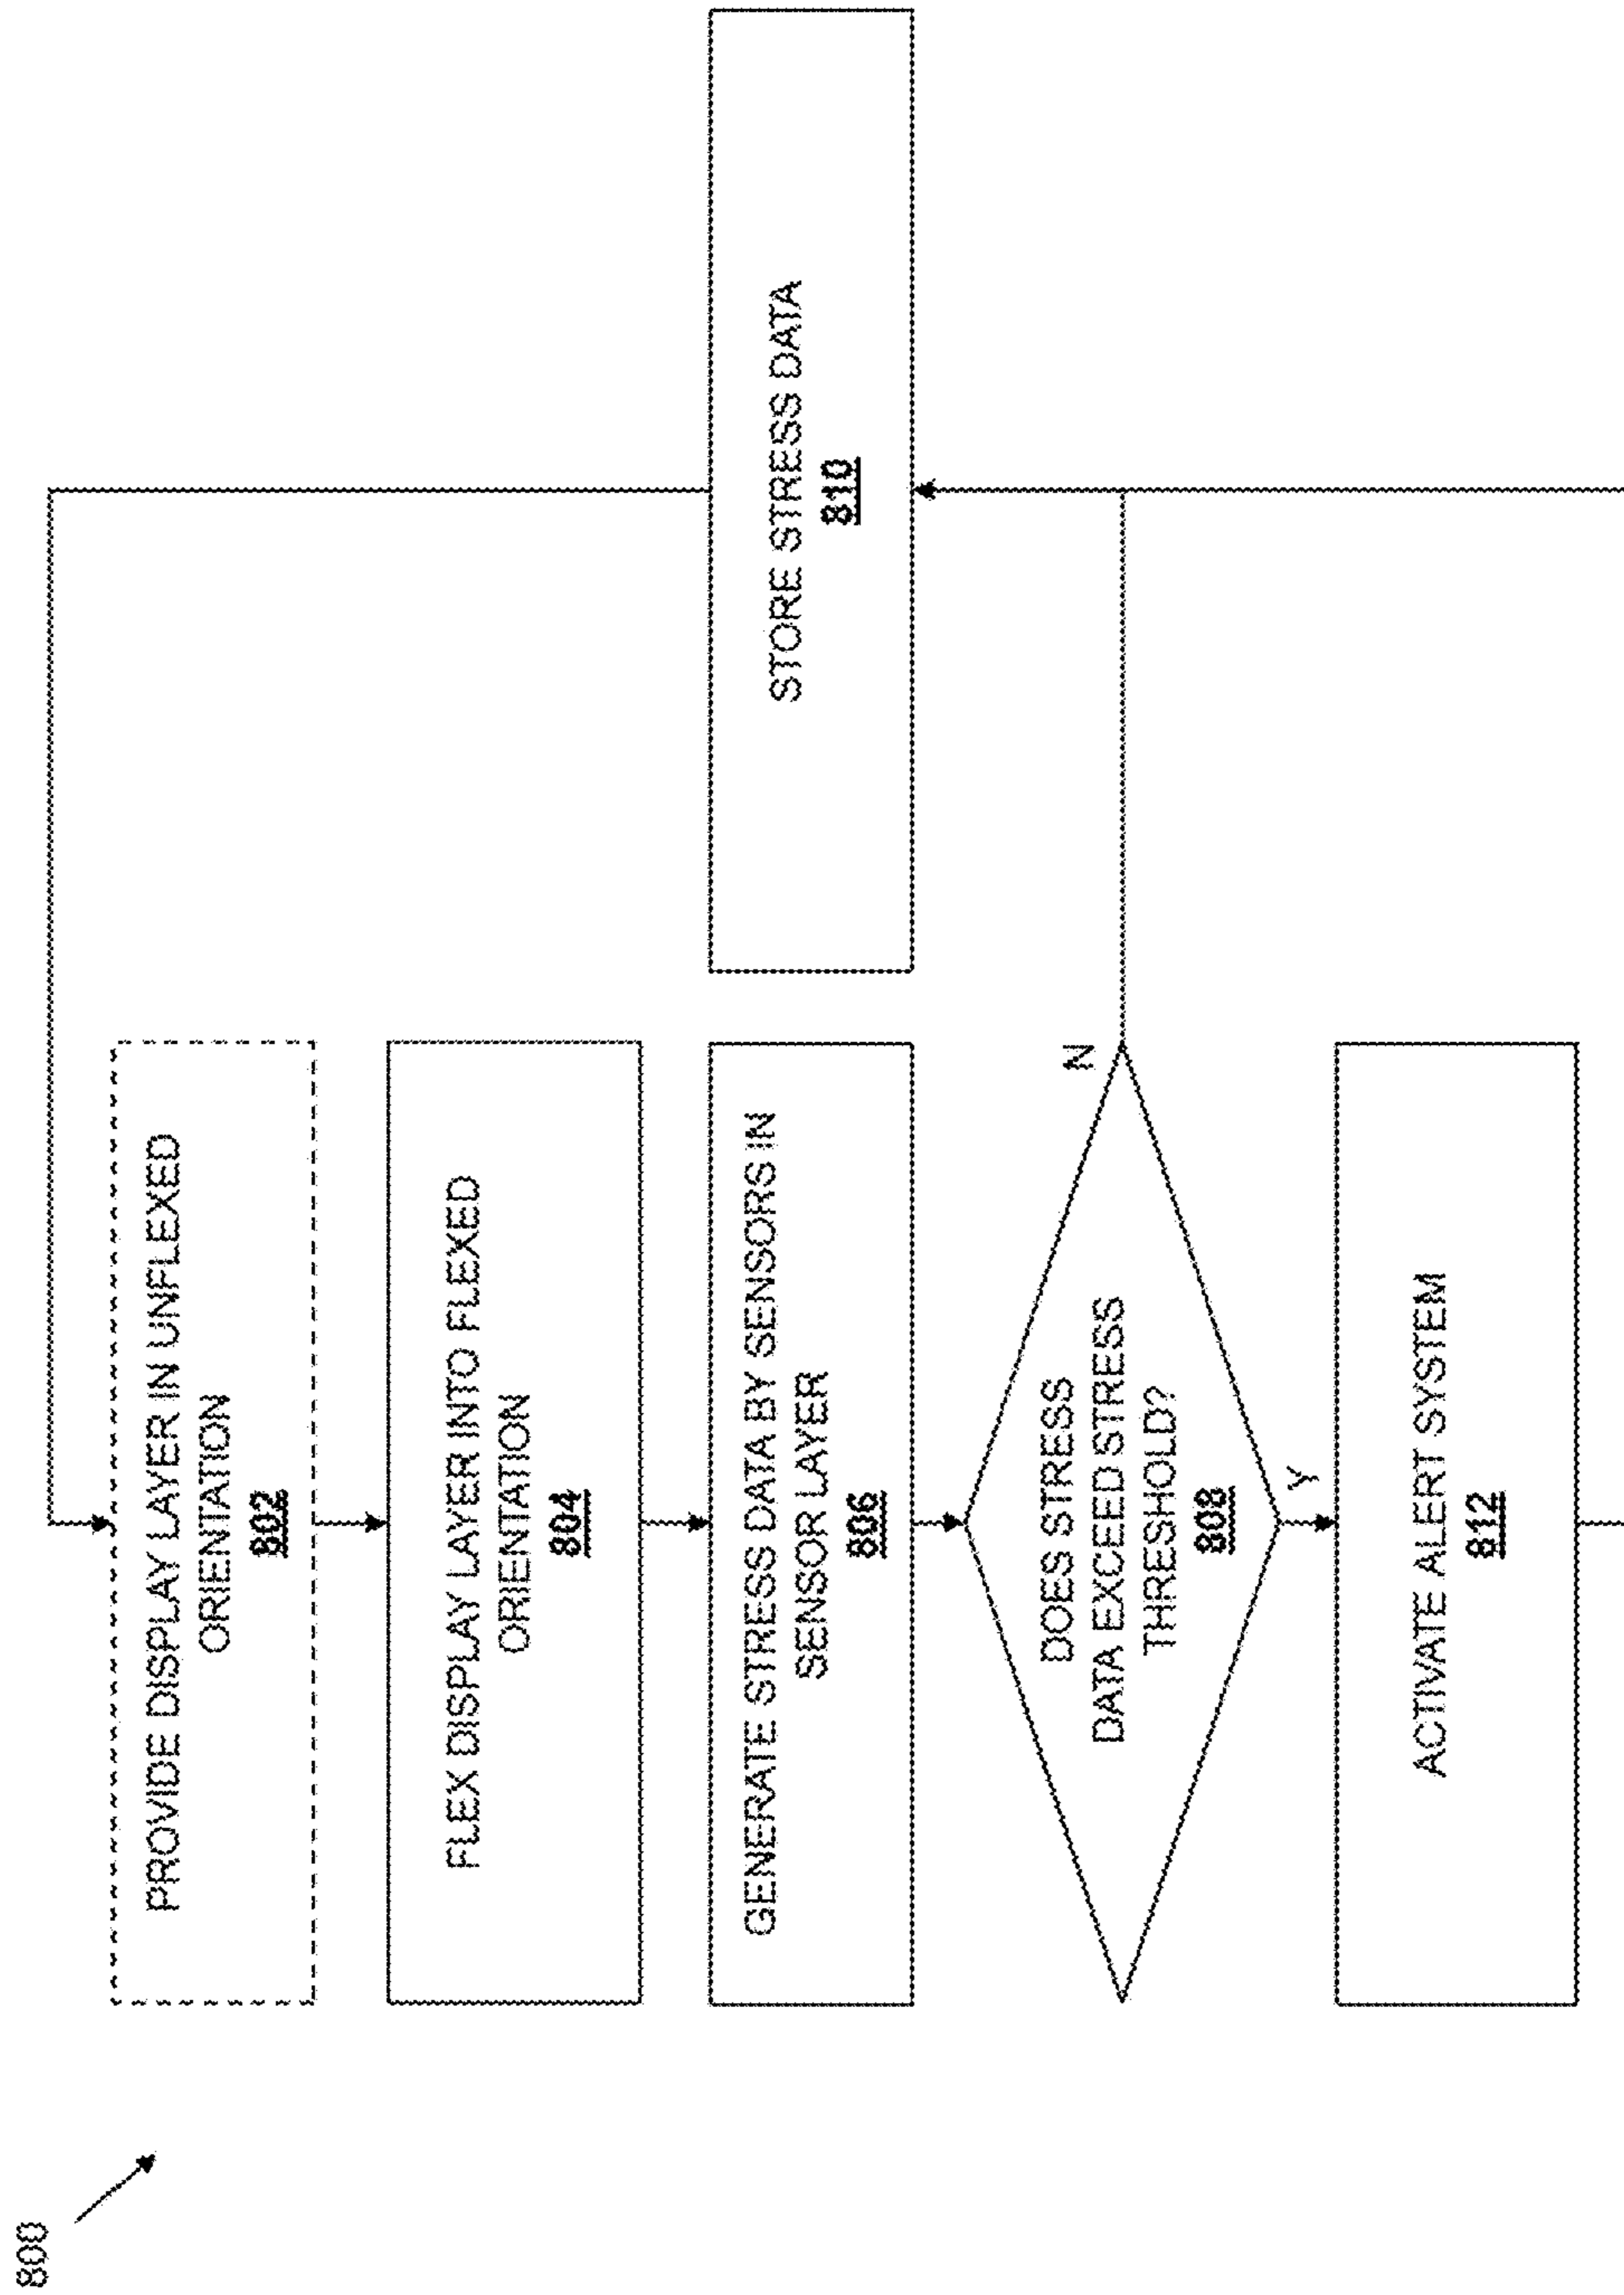 800
PROVIDE DISPLAY LAYER IN UNFLEXED
ORIENTATION
802
FLEX DISPLAY LAYER INTO FLEXED
ORIENTATION
804
GENERATE STRESS DATA BY SENSORS IN
SENSOR LAYER
806
STORE STRESS DATA
810
DOES STRESS
DATA EXCEED STRESS
THRESHOLD?
808
N
Y
ACTIVATE ALERT SYSTEM
812